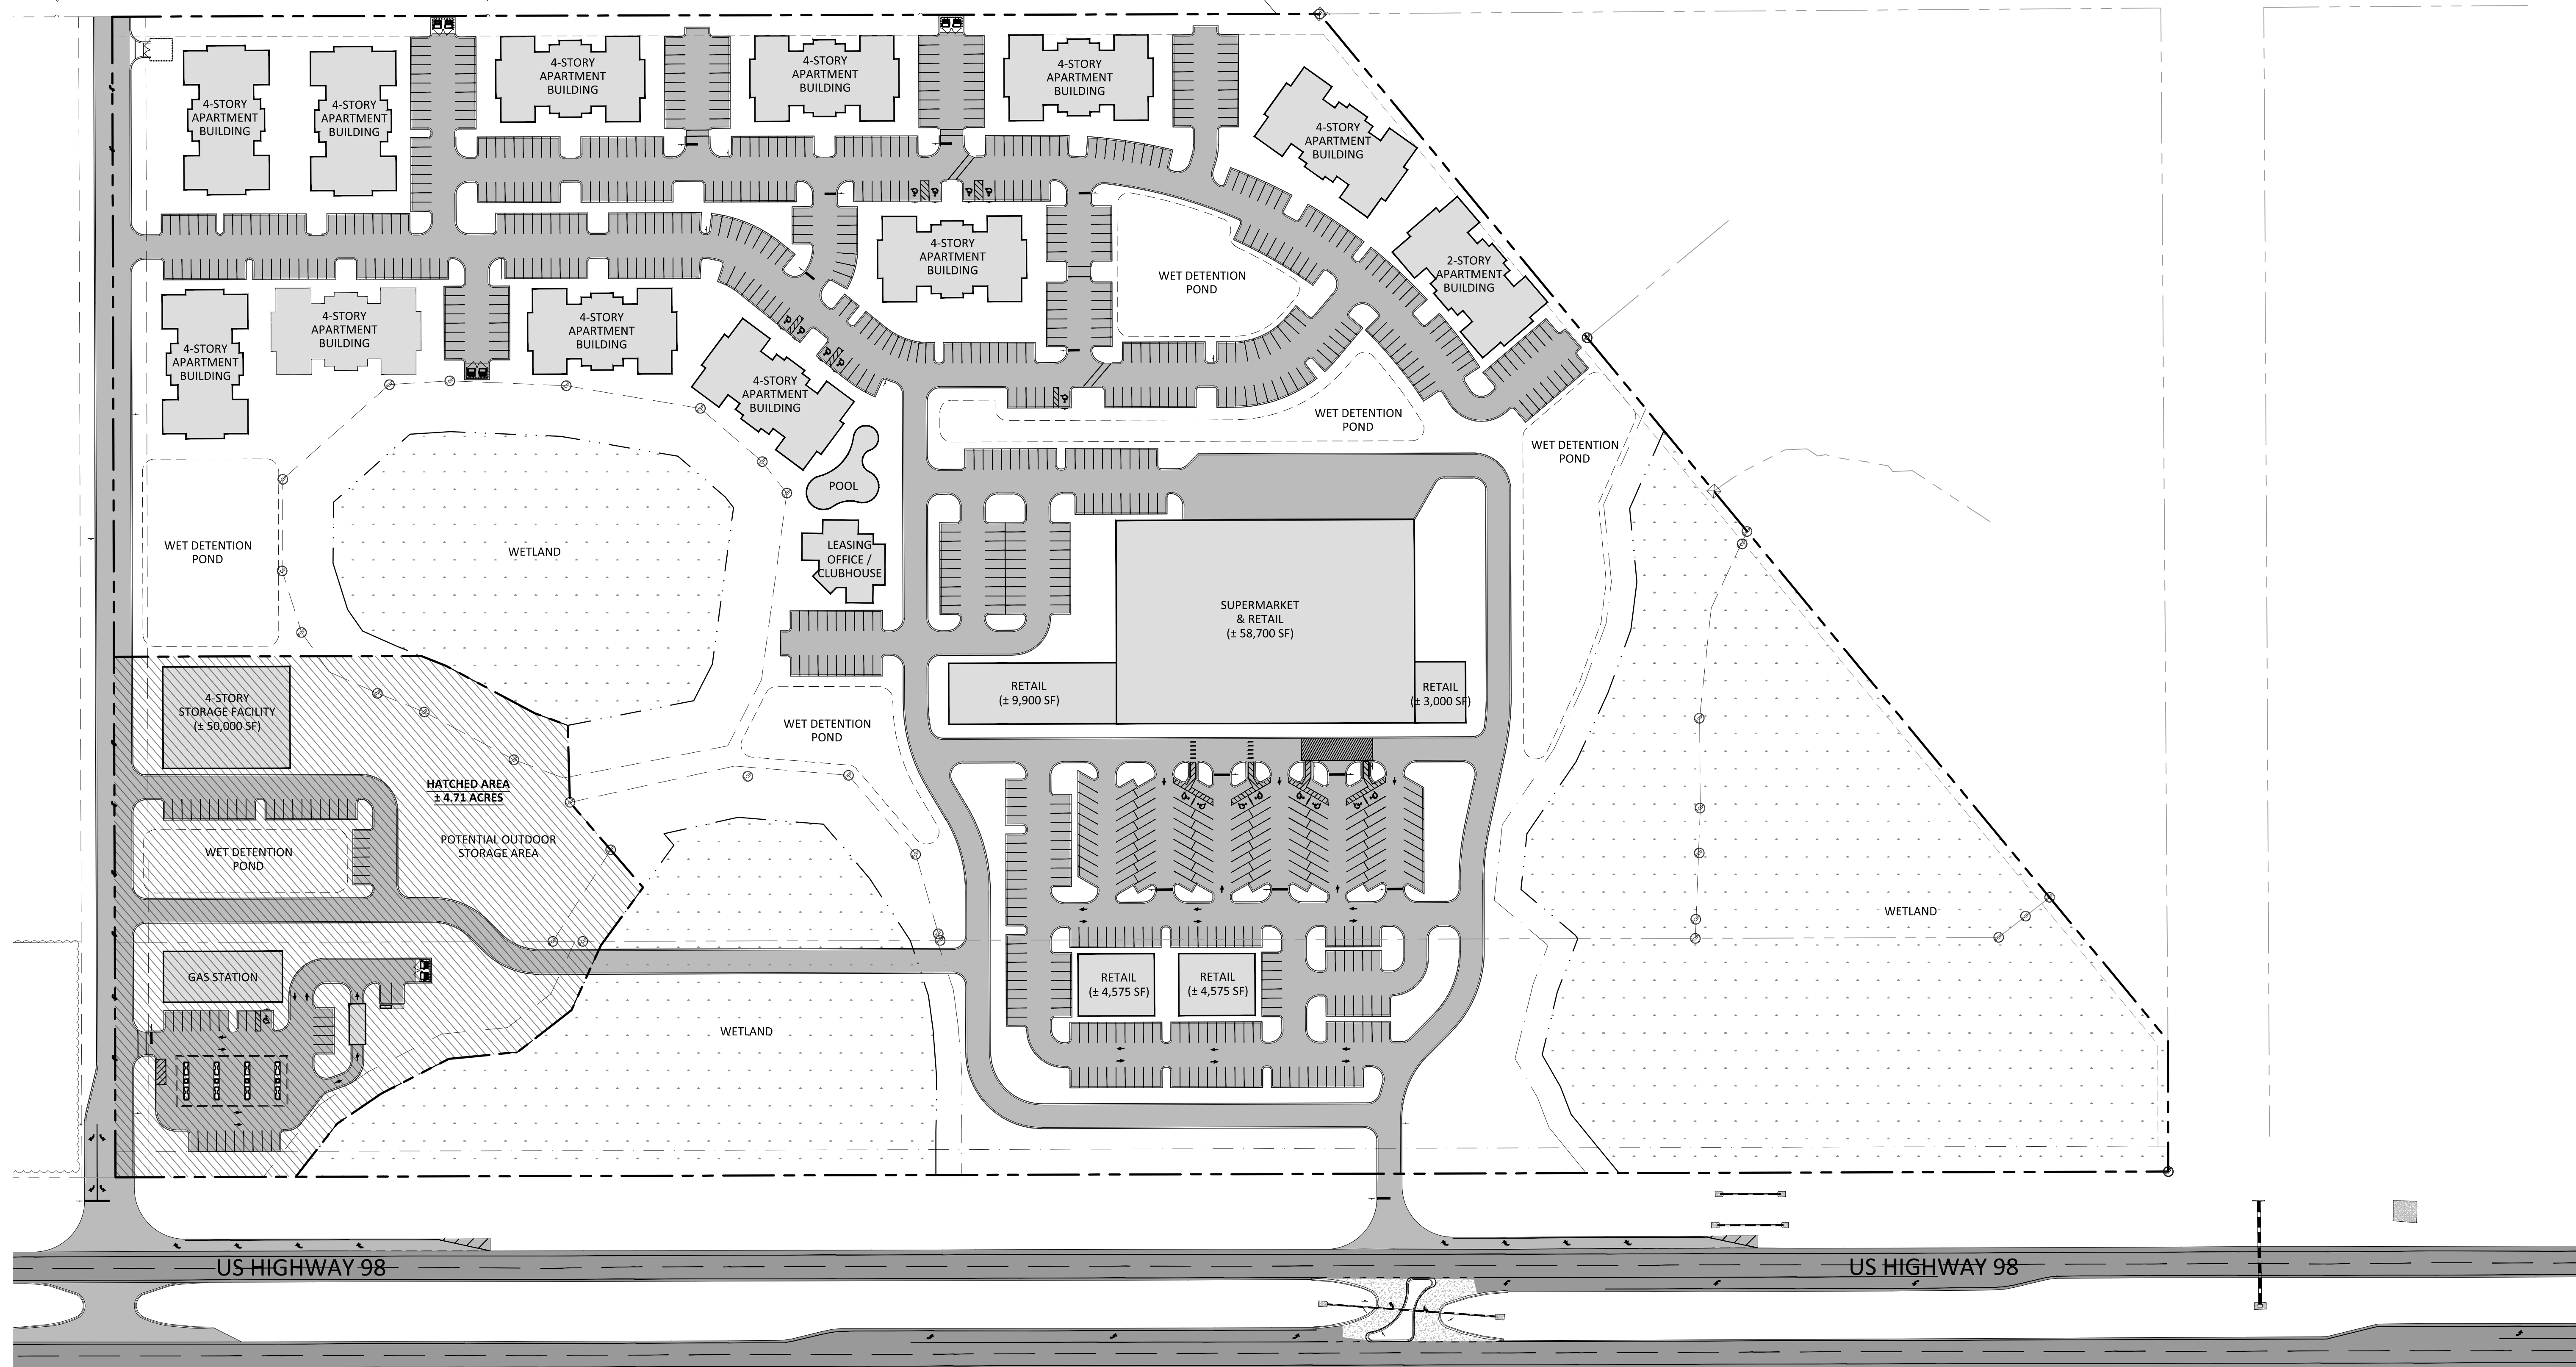 4-STORY
APARTMENT
BUILDING
4-STORY
APARTMENT
BUILDING
4-STORY
APARTMENT
BUILDING
4-STORY
APARTMENT
BUILDING
4-STORY
APARTMENT
BUILDING
4-STORY
APARTMENT
BUILDING
4-STORY
APARTMENT
BUILDING
WET DETENTION
POND
2-STORY
APARTMENT
BUILDING
4-STORY
APARTMENT
BUILDING
4-STORY
APARTMENT
BUILDING
4-STORY
APARTMENT
BUILDING
4-STORY
APARTMENT
BUILDING
WET DETENTION
POND
WET DETENTION
POND
POOL
WET DETENTION
POND
WETLAND
LEASING
OFFICE /
CLUBHOUSE
SUPERMARKET
& RETAIL
(± 58,700 SF)
RETAIL
(± 9,900 SF)
RETAIL
(± 3,000 SF)
4-STORY
STORAGE FACILITY
(± 50,000 SF)
WET DETENTION
POND
HATCHED AREA
± 4.71 ACRES
POTENTIAL OUTDOOR
STORAGE AREA
WET DETENTION
POND
WETLAND
GAS STATION
RETAIL
(± 4,575 SF)
RETAIL
(± 4,575 SF)
WETLAND
US HIGHWAY 98
US HIGHWAY 98